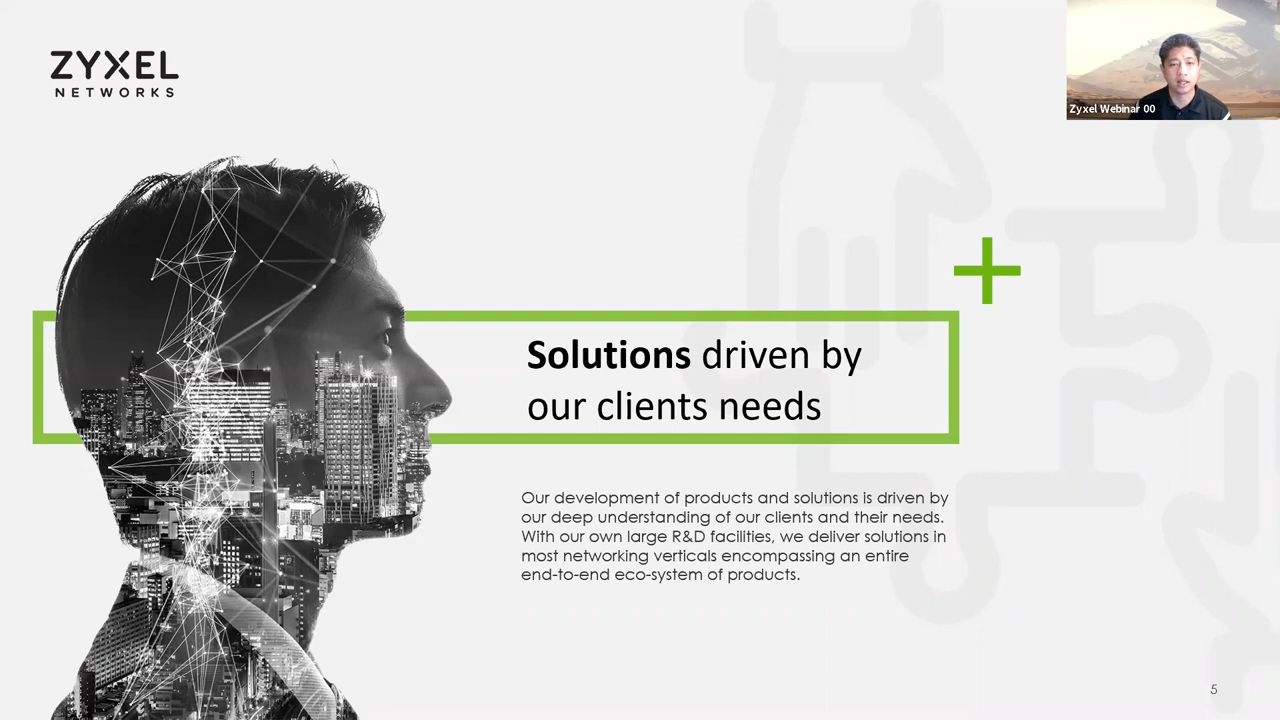 ZYXEL
NETWORKS
Zyxel Webinar 00
Solutions driven by
our clients needs
Our development of products and solutions is driven by
our deep understanding of our clients and their needs.
With our own large R&D facilities, we deliver solutions in
most networking verticals encompassing an entire
end-to-end eco-system of products.
5